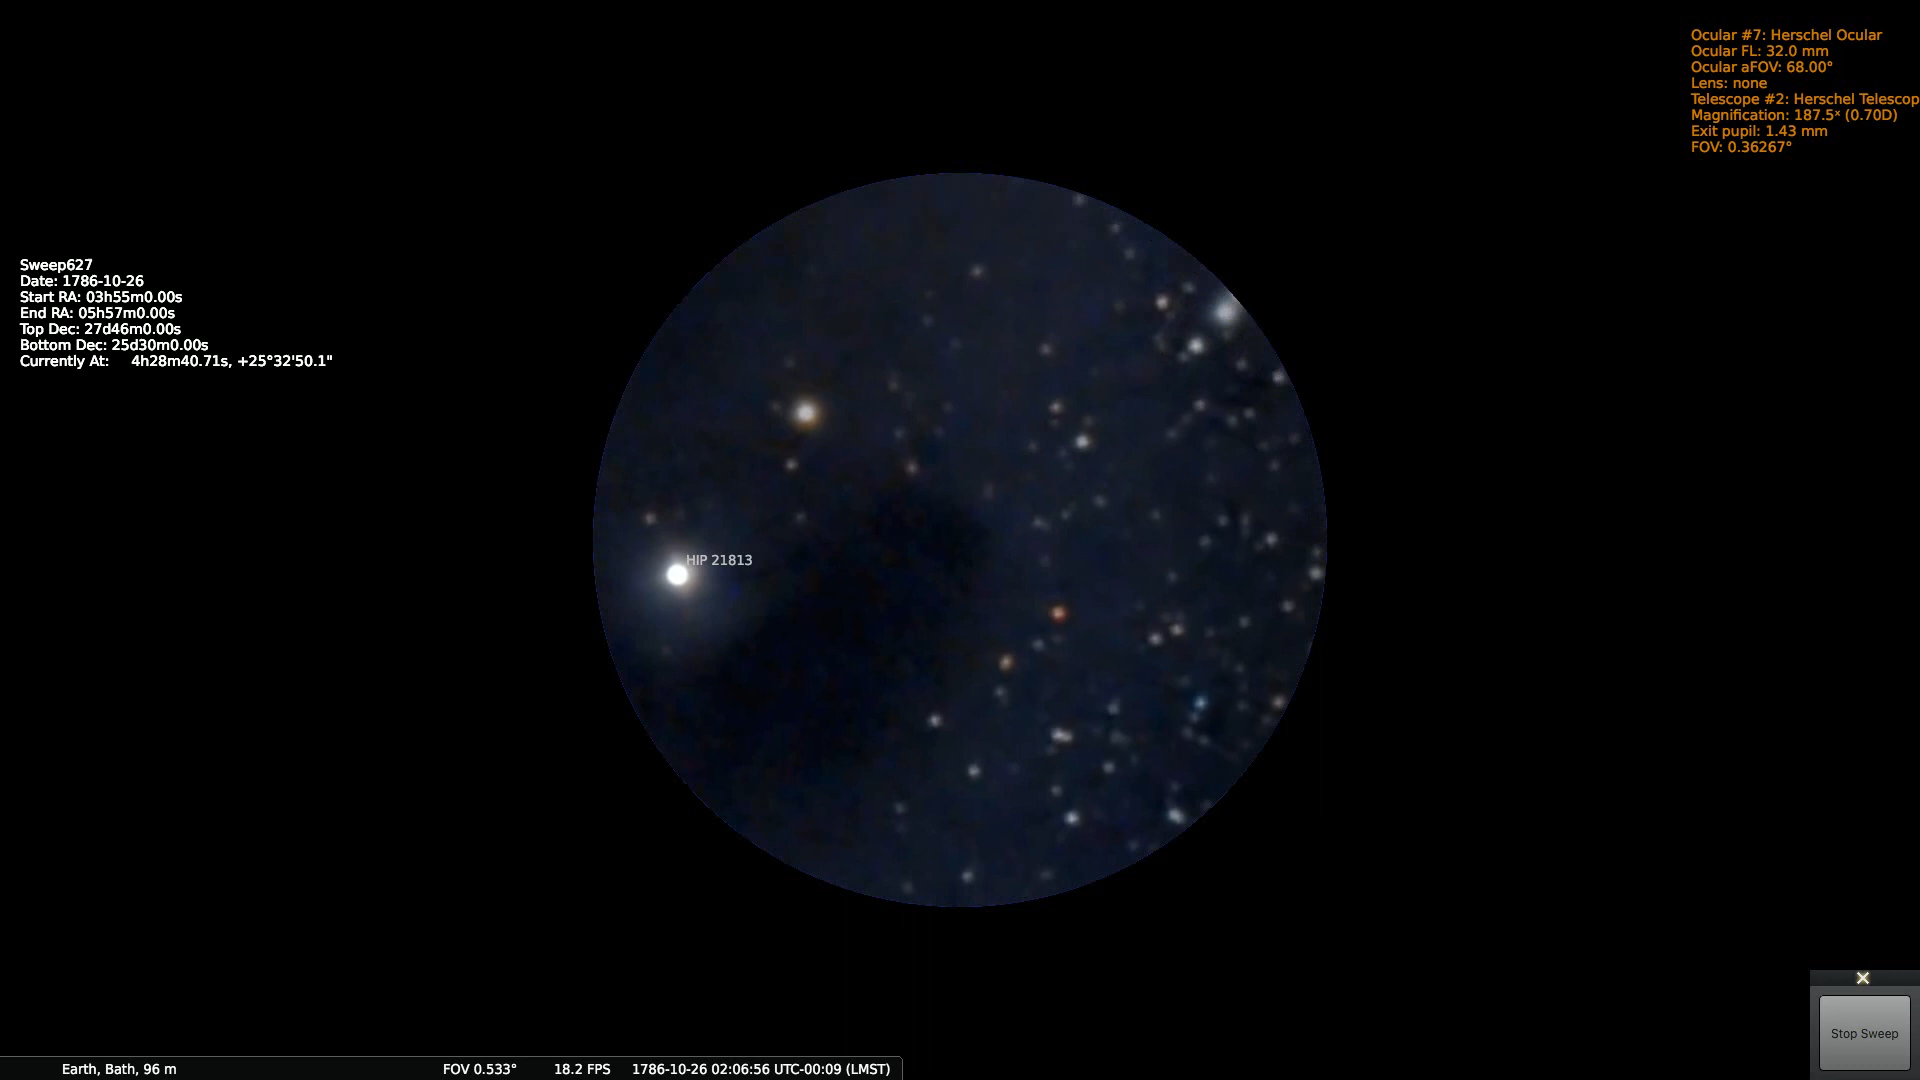 Ocular #7: Herschel Ocular
Ocular FL: 32.0 mm
Ocular aFOV: 68.00°
Lens: none
Telescope #2: Herschel Telescop
Magnification: 187.5ˣ (0.70D)
Exit pupil: 1.43 mm
FOV: 0.36267°
Sweep627
Date: 1786-10-26
Start RA: 03h55m0.00s
End RA: 05h57m0.00s
Top Dec: 27d46m0.00s
Bottom Dec: 25d30m0.00s
Currently At: 4h28m40.71s, +25°32'50.1"
HIP 21813
Stop Sweep
Earth, Bath, 96 m FOV 0.533° 18.2 FPS 1786-10-26 02:06:56 UTC-00:09 (LMST)